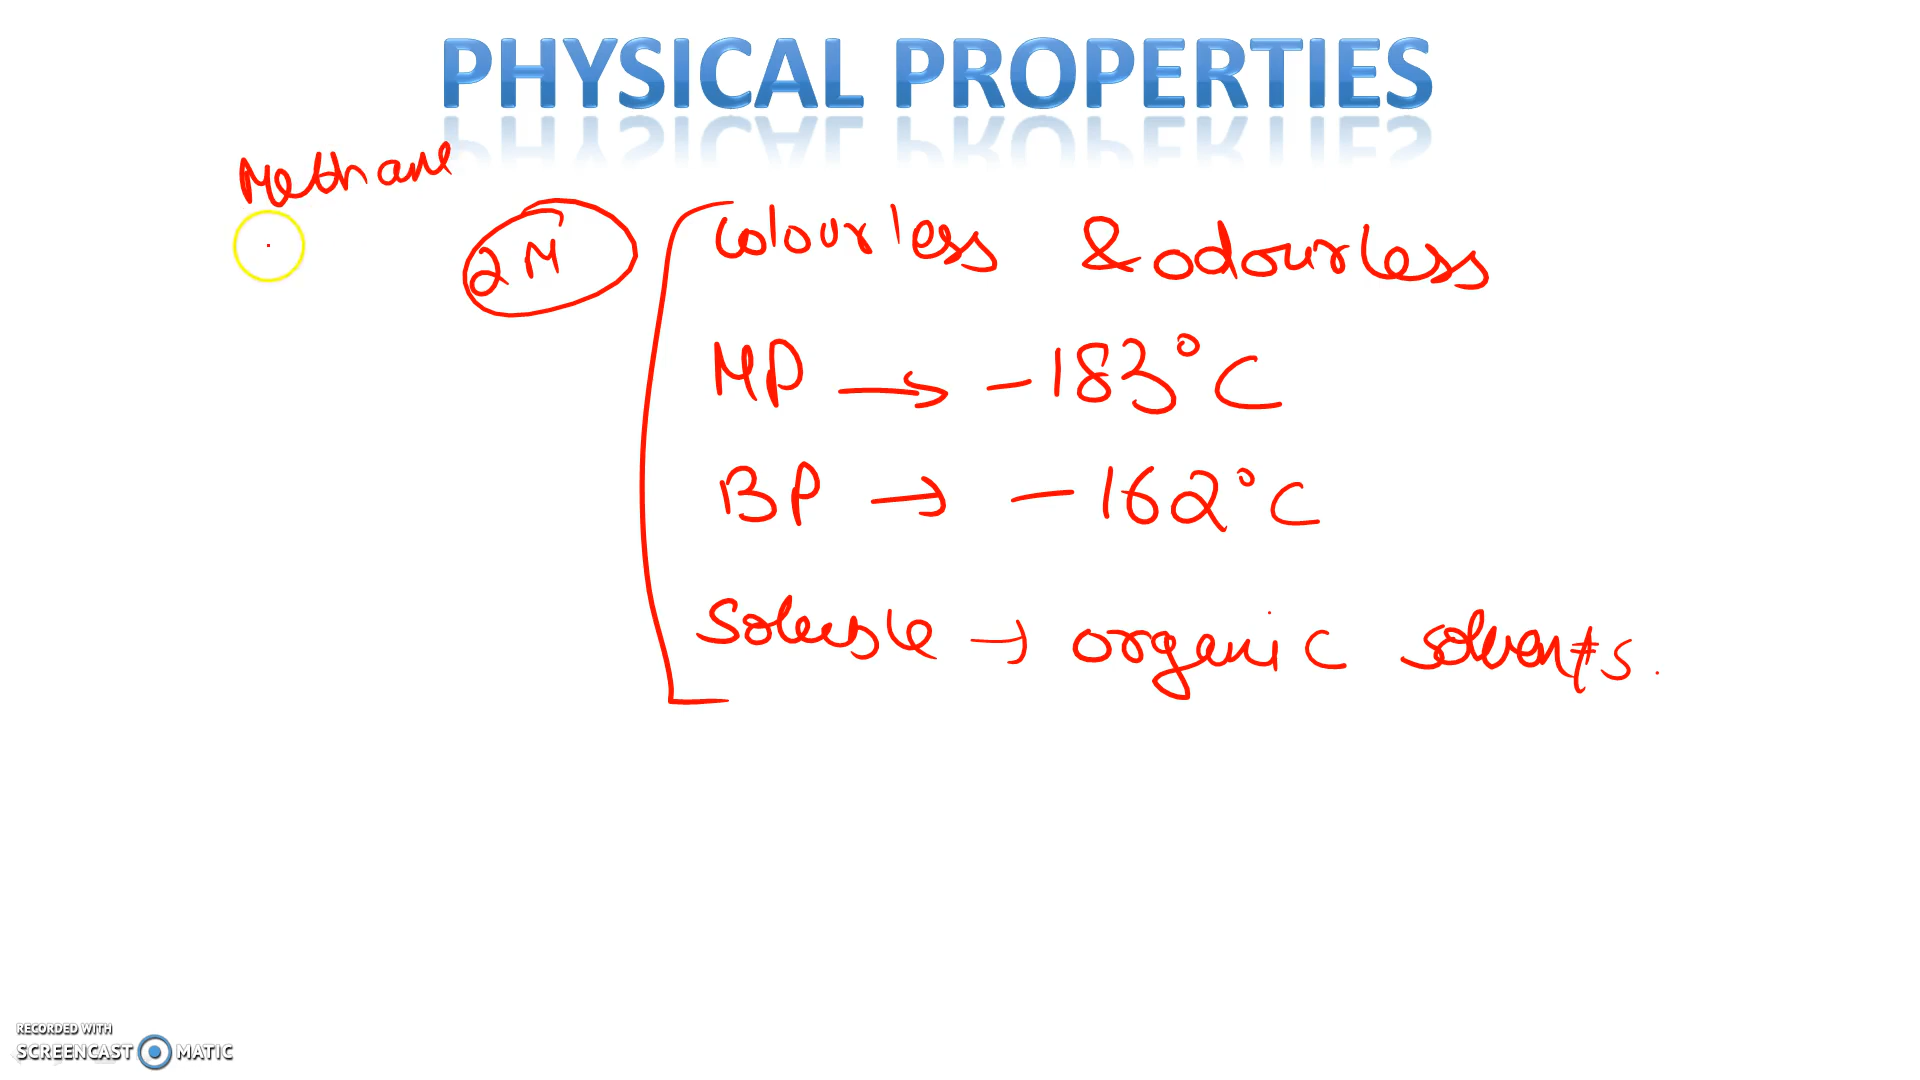 PHYSICAL PROPERTIES
Methane
2M
Colourless & odourless
MP → -183°C
BP → -162°C
Soluble → organic solvents.
RECORDED WITH
SCREENCAST MATIC